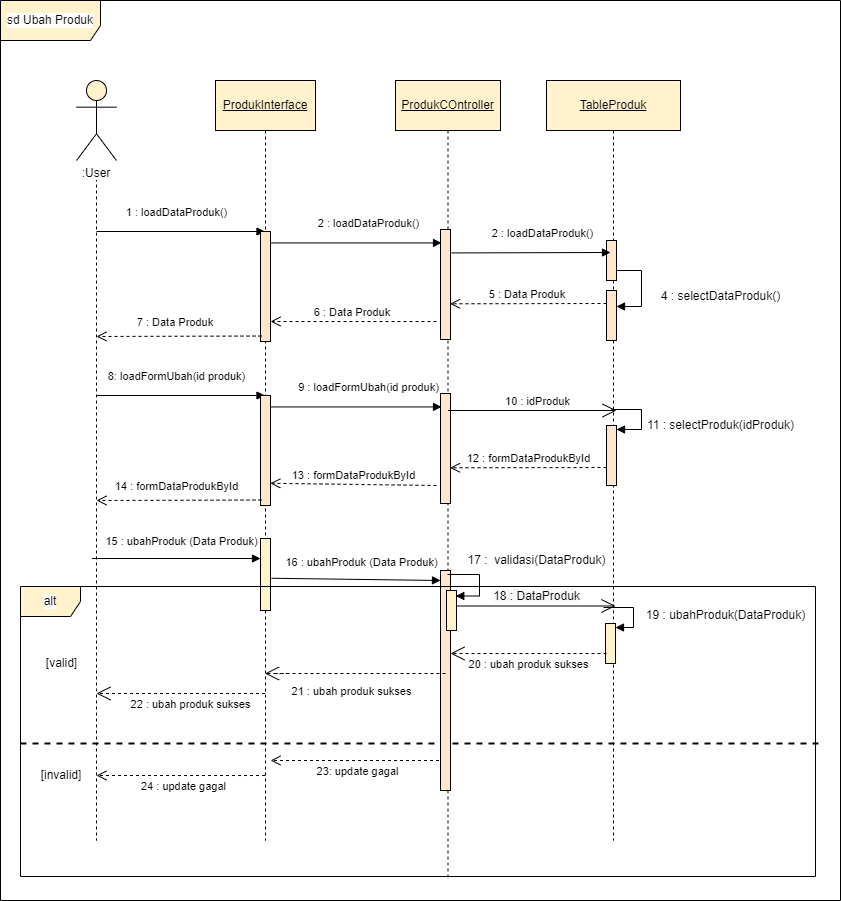 sd Ubah Produk
ProdukInterface
ProdukCOntroller
TableProduk
:User
1 : loadDataProduk()
2 : loadDataProduk()
2 : loadDataProduk()
4 : selectDataProduk()
5 : Data Produk
6 : Data Produk
7 : Data Produk
8: loadFormUbah(id produk)
9 : loadFormUbah(id produk)
10 : idProduk
11 : selectProduk(idProduk)
12 : formDataProdukById
13 : formDataProdukById
14 : formDataProdukById
15 : ubahProduk (Data Produk)
16 : ubahProduk (Data Produk)
17 : validasi(DataProduk)
alt
18 : DataProduk
19 : ubahProduk(DataProduk)
[valid]
20 : ubah produk sukses
21 : ubah produk sukses
22 : ubah produk sukses
[invalid]
23: update gagal
24 : update gagal